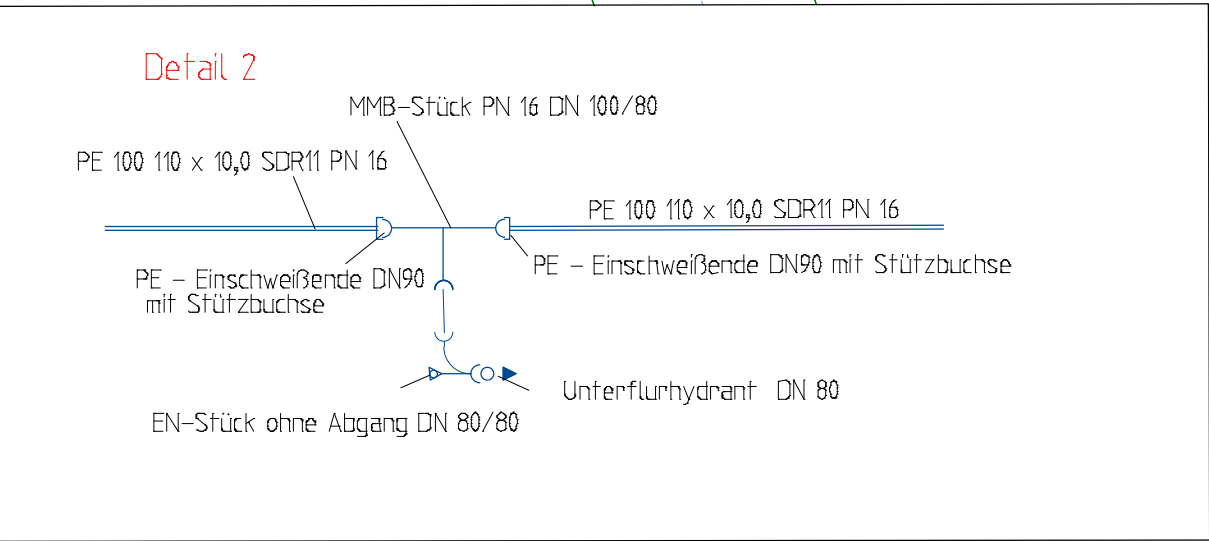 Detail 2
MMB-Stück PN 16 DN 100/80
PE 100 110 x 10,0 SDR11 PN 16
PE 100 110 x 10,0 SDR11 PN 16
PE - Einschweißende DN90
mit Stützbuchse
PE - Einschweißende DN90 mit Stützbuchse
Unterflurhydrant DN 80
EN-Stück ohne Abgang DN 80/80